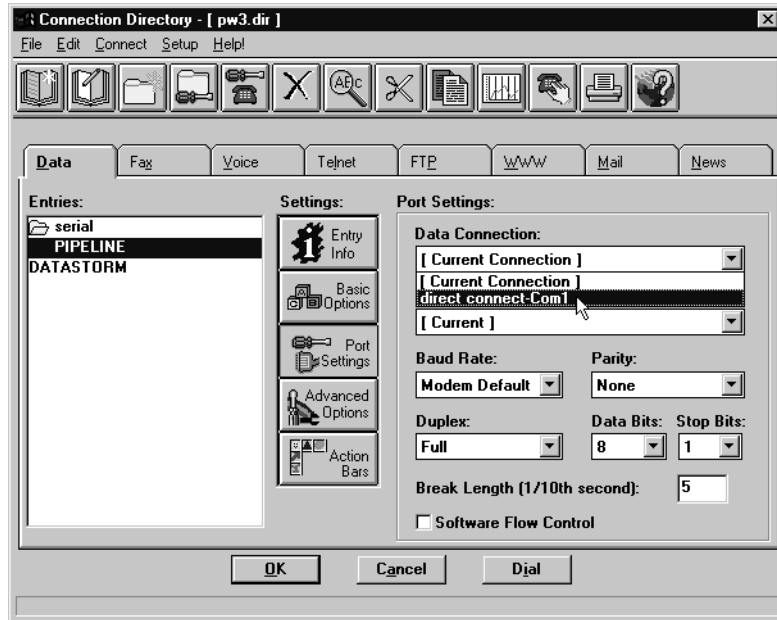 Connection Directory - [ pw3.dir ]
File Edit Connect Setup Help!
ABC
Data Fax Voice Telnet FTP WWW Mail News
Entries:
serial
PIPELINE
DATASTORM
Settings:
Entry
Info
Basic
Options
Port
Settings
Advanced
Options
Action
Bars
Port Settings:
Data Connection:
[ Current Connection ]
[ Current Connection ]
direct connect-Com1
[ Current ]
Baud Rate: Parity:
Modem Default None
Duplex: Data Bits: Stop Bits:
Full 8 1
Break Length (1/10th second): 5
Software Flow Control
OK Cancel Dial